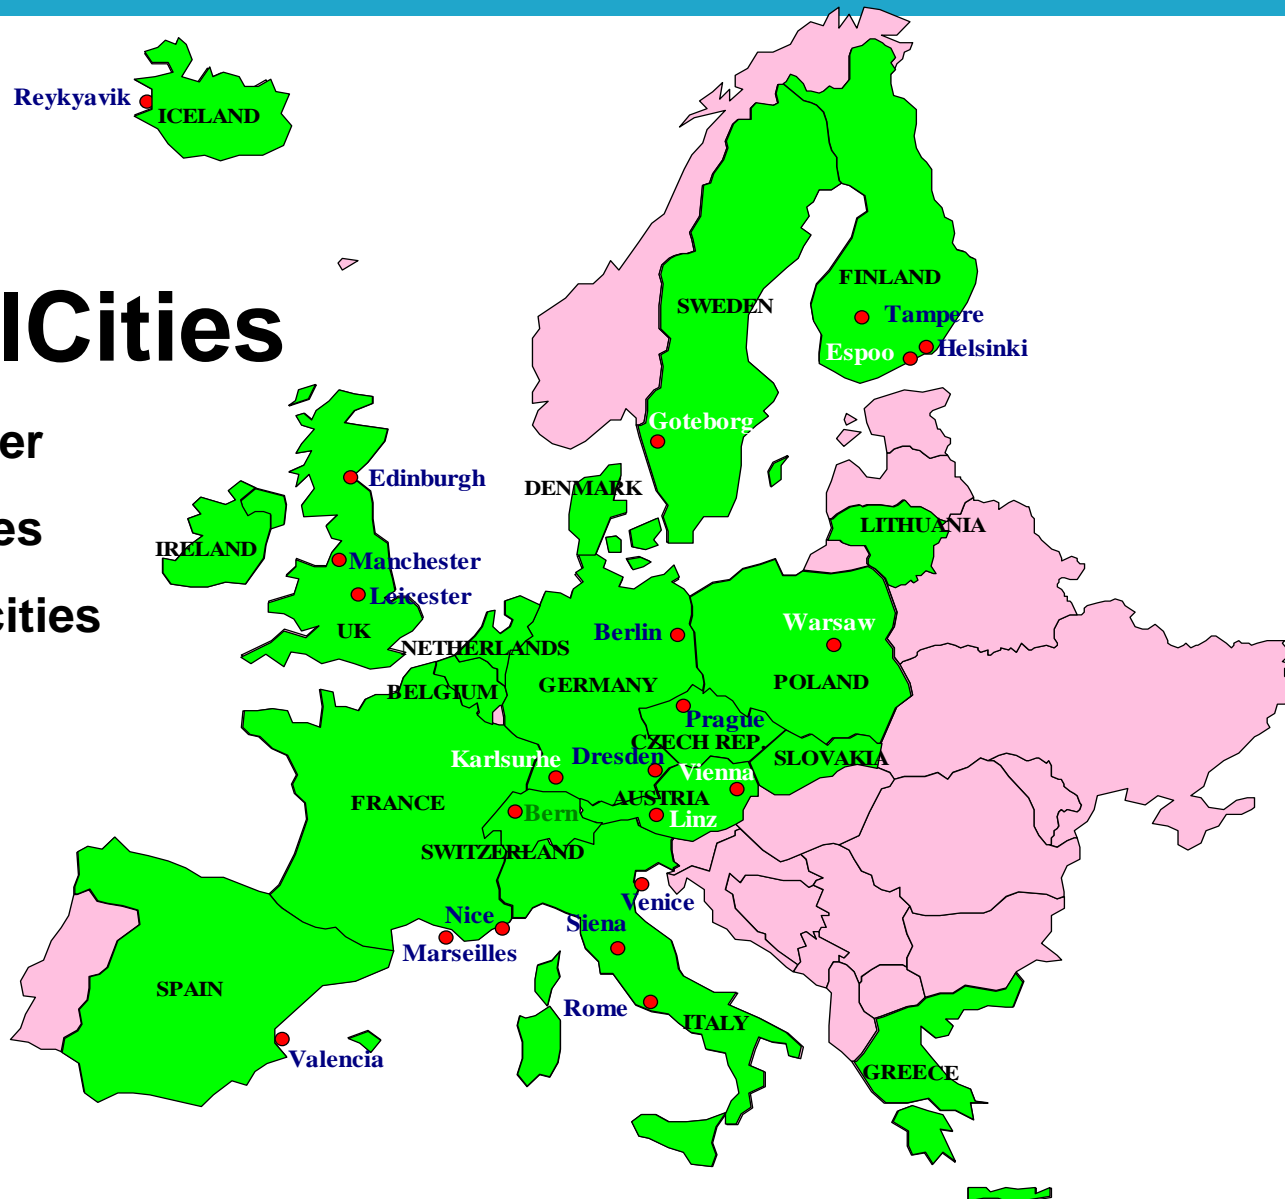 Reykyavik
ICELAND
ICities
er
es
cities
FINLAND
SWEDEN
Tampere
Espoo
Helsinki
Goteborg
Edinburgh
DENMARK
LITHUANIA
IRELAND
Manchester
Leicester
UK
Berlin
Warsaw
NETHERLANDS
GERMANY
POLAND
BELGIUM
Prague
CZECH REP.
Karlsurhe
Dresden
SLOVAKIA
Vienna
FRANCE
AUSTRIA
Bern
Linz
SWITZERLAND
Venice
Nice
Siena
Marseilles
SPAIN
Rome
ITALY
Valencia
GREECE